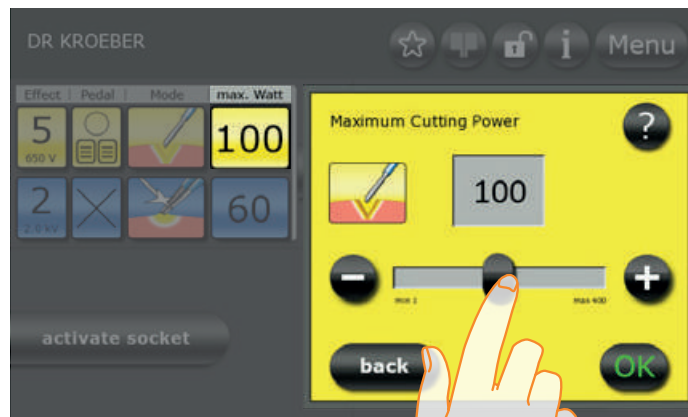 DR KROEBER
i
Menu
Effect Pedal Mode max. Watt
5
650 V
100
2
2.0 kV
60
activate socket
Maximum Cutting Power
?
100
min 1
max 400
back
OK